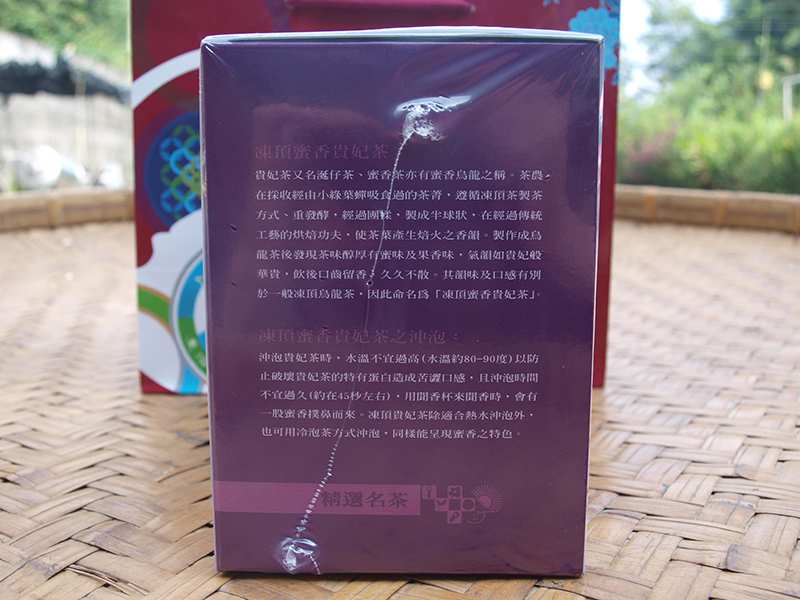 凍頂蜜香貴妃茶
貴妃茶又名涎仔茶、蜜香茶亦有蜜香烏龍之稱。茶農
在採收經由小綠葉蟬吸食過的茶菁，遵循凍頂茶製茶
方式、重發酵，經過團揉，製成半球狀，在經過傳統
工藝的烘焙功夫，使茶葉產生焙火之香韻。製作成烏
龍茶後發現茶味醇厚有蜜味及果香味，氣韻如貴妃般
華貴，飲後口齒留香，久久不散。其韻味及口感有別
於一般凍頂烏龍茶，因此命名爲「凍頂蜜香貴妃茶」。
凍頂蜜香貴妃茶之沖泡：
沖泡貴妃茶時，水溫不宜過高(水溫約80-90度)以防
止破壞貴妃茶的特有蛋白造成苦澀口感，且沖泡時間
不宜過久(約在45秒左右)，用聞香杯來聞香時，會有
一股蜜香撲鼻而來。凍頂貴妃茶除適合熱水沖泡外，
也可用冷泡茶方式沖泡，同樣能呈現蜜香之特色。
精選名茶